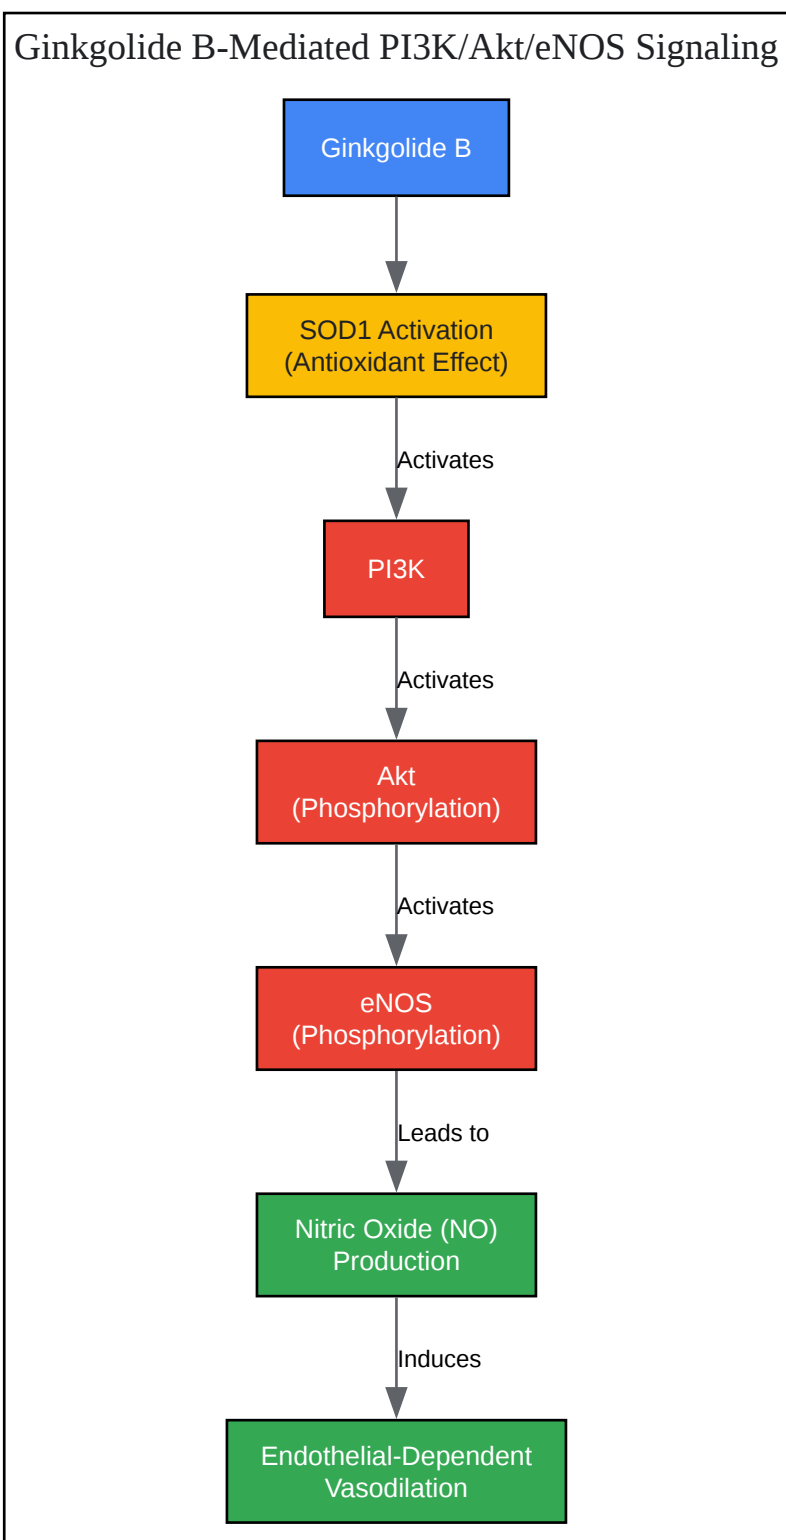 Ginkgolide B-Mediated PI3K/Akt/eNOS Signaling
Ginkgolide B
SOD1 Activation
(Antioxidant Effect)
Activates
PI3K
Activates
Akt
(Phosphorylation)
Activates
eNOS
(Phosphorylation)
Leads to
Nitric Oxide (NO)
Production
Induces
Endothelial-Dependent
Vasodilation